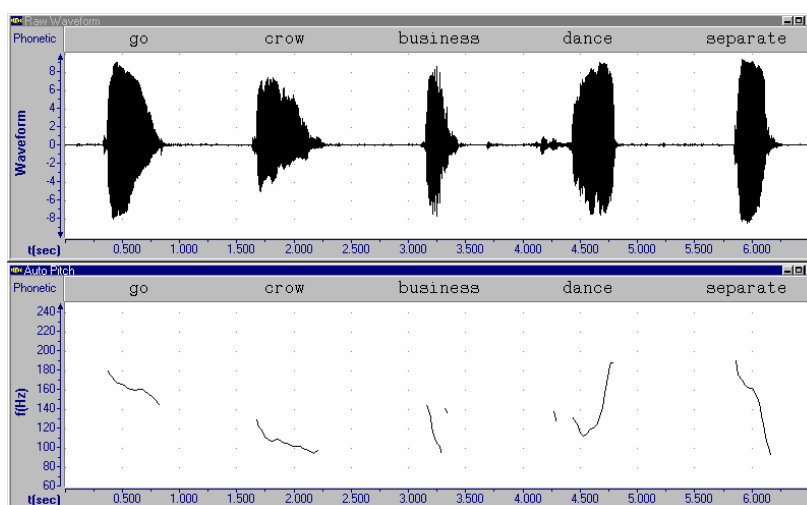 Raw Waveform
Phonetic go crow business dance separate
Waveform
8
6
4
2
0
-2
-4
-6
-8
t(sec) 0.500 1.000 1.500 2.000 2.500 3.000 3.500 4.000 4.500 5.000 5.500 6.000
Auto Pitch
Phonetic go crow business dance separate
f(Hz)
240
220
200
180
160
140
120
100
80
60
t(sec) 0.500 1.000 1.500 2.000 2.500 3.000 3.500 4.000 4.500 5.000 5.500 6.000